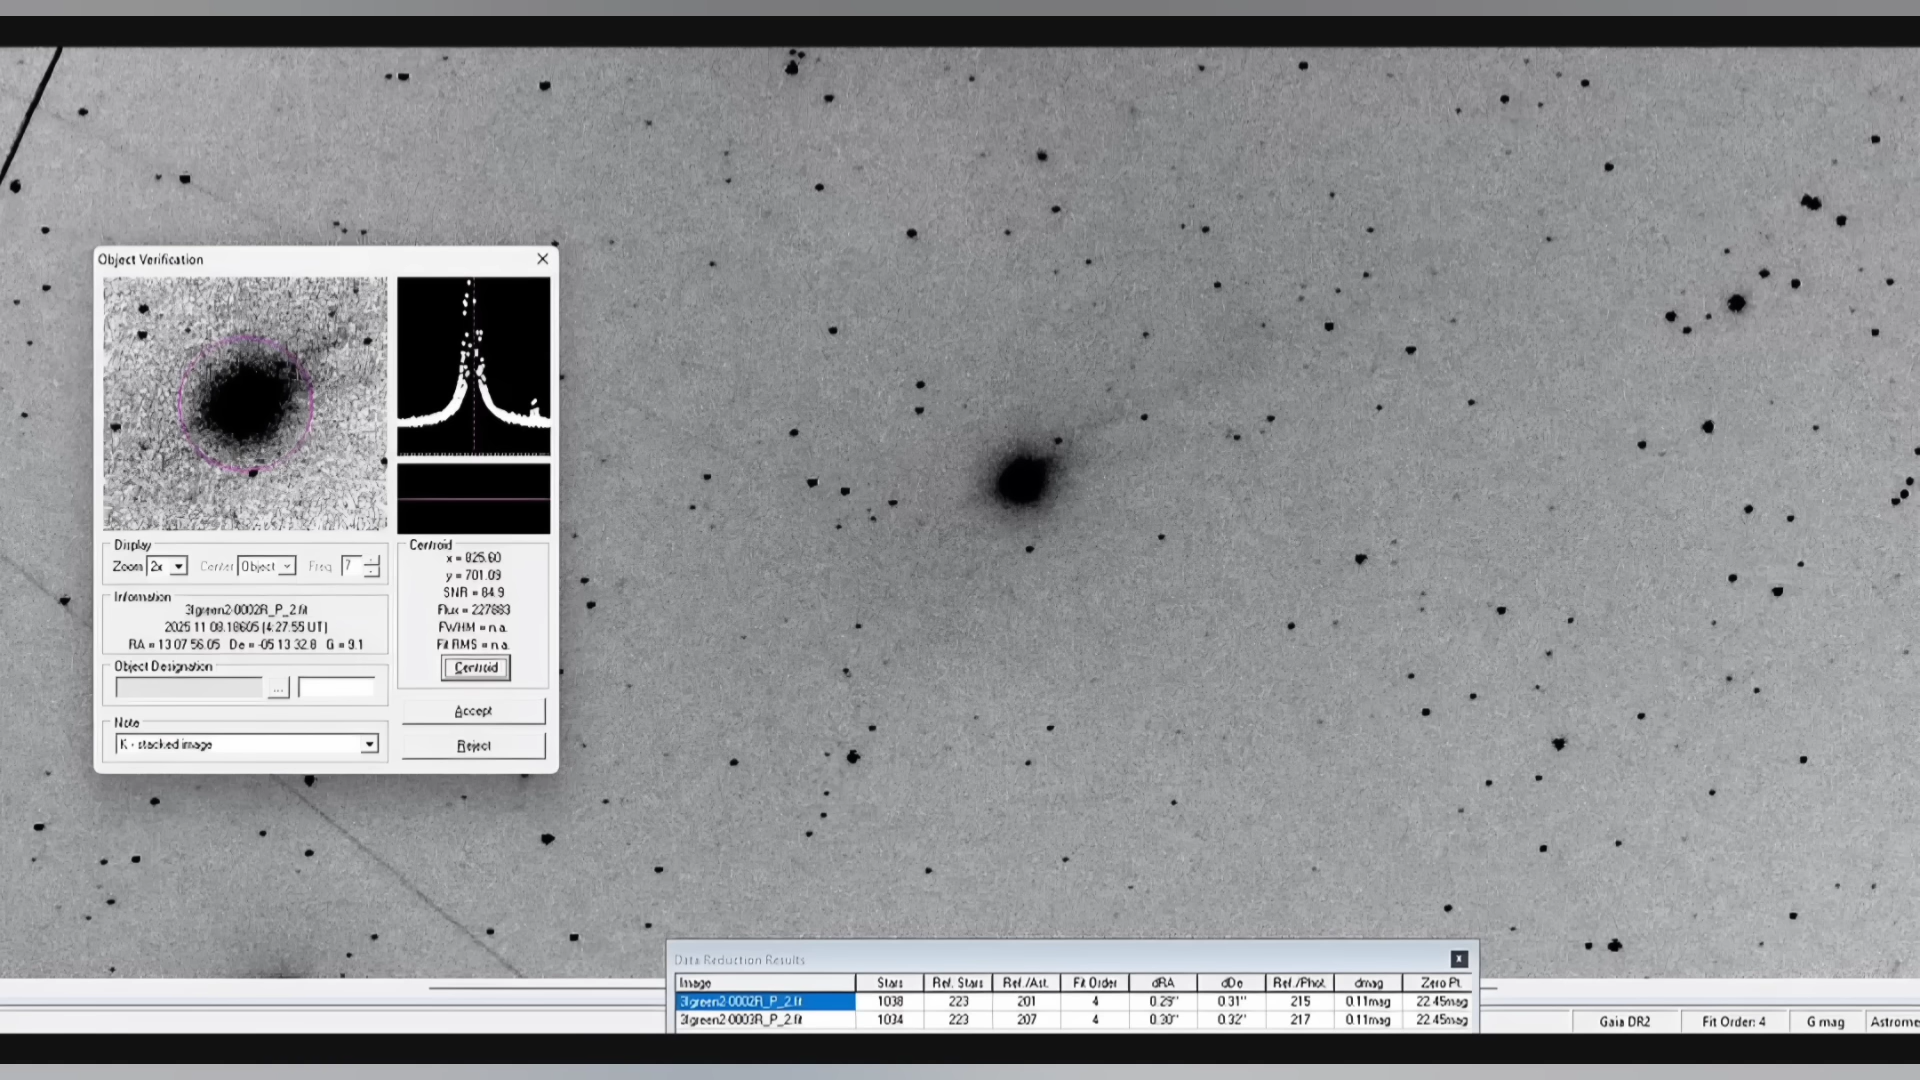 Object Verification
Display
Zoom 2x Center Object Freq. 7
Information
3Igreen2-0002R_P_2.fit
2025 11 08.18605 (4:27:55 UT)
RA = 13 07 56.05 De = -05 13 32.8 G = 9.1
Object Designation
...
Note
K - stacked image
Centroid
x = 825.60
y = 701.09
SNR = 84.9
Flux = 227883
FWHM = n.a.
Fit RMS = n.a.
Centroid
Accept
Reject
Data Reduction Results
Image Stars Ref. Stars Ref./Ast. Fit Order dRA dDe Ref./Phot. dmag Zero Pt.
3Igreen2-0002R_P_2.fit 1038 223 201 4 0.29" 0.31" 215 0.11mag 22.45mag
3Igreen2-0003R_P_2.fit 1034 223 207 4 0.30" 0.32" 217 0.11mag 22.45mag
Gaia DR2 Fit Order: 4 G mag Astrome